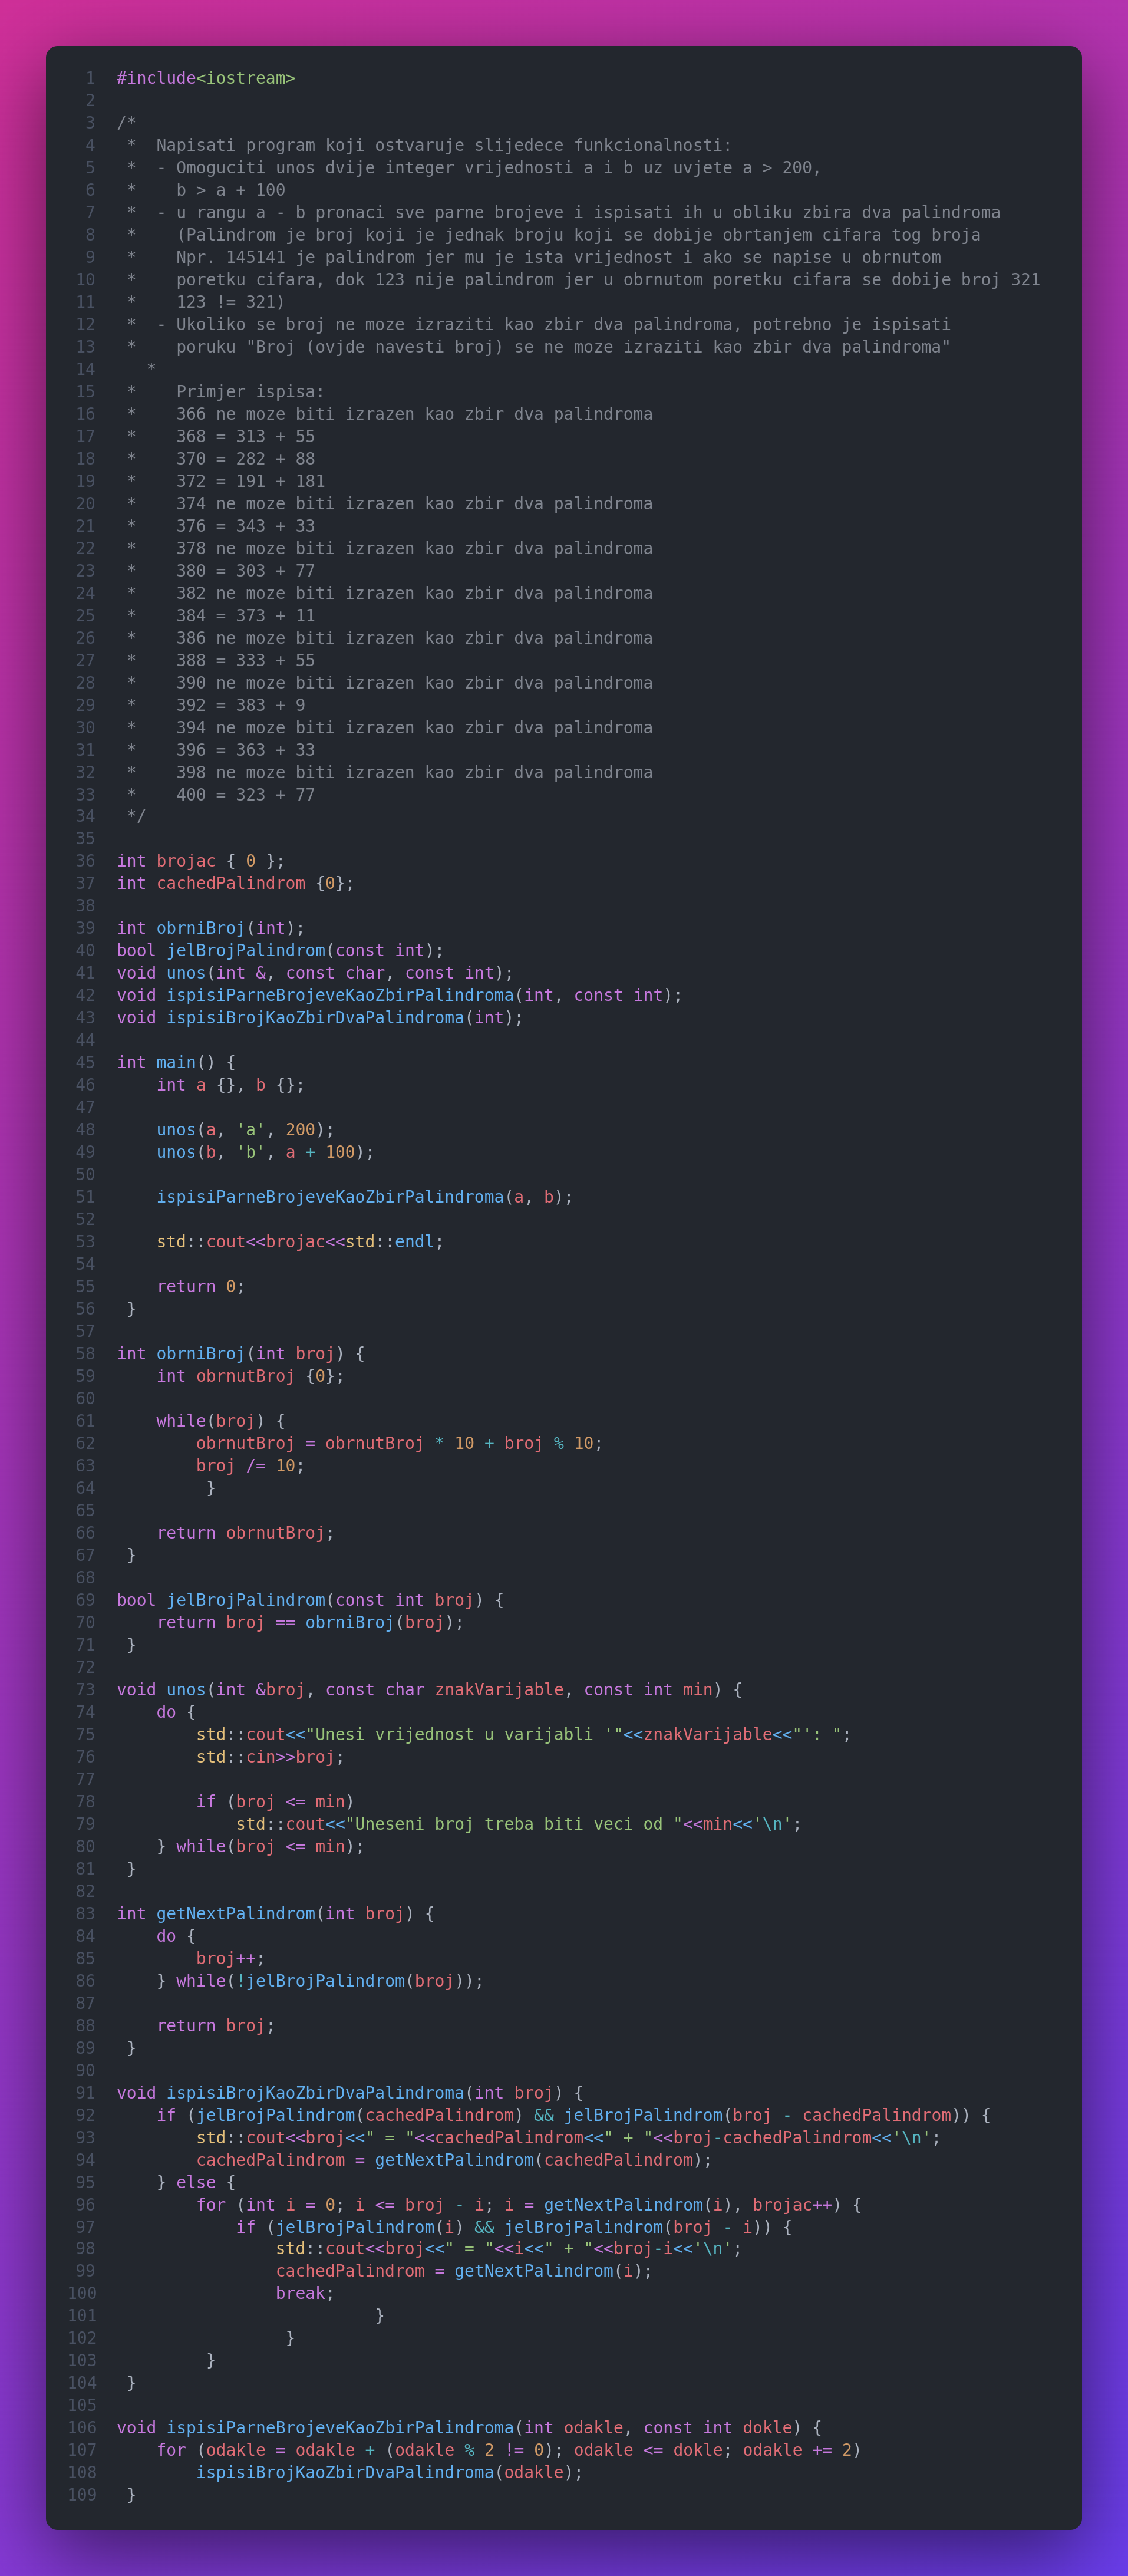 1 #include<iostream>
2
3 /*
4  *  Napisati program koji ostvaruje slijedece funkcionalnosti:
5  *  - Omoguciti unos dvije integer vrijednosti a i b uz uvjete a > 200,
6  *    b > a + 100
7  *  - u rangu a - b pronaci sve parne brojeve i ispisati ih u obliku zbira dva palindroma
8  *    (Palindrom je broj koji je jednak broju koji se dobije obrtanjem cifara tog broja
9  *    Npr. 145141 je palindrom jer mu je ista vrijednost i ako se napise u obrnutom
10  *    poretku cifara, dok 123 nije palindrom jer u obrnutom poretku cifara se dobije broj 321
11  *    123 != 321)
12  *  - Ukoliko se broj ne moze izraziti kao zbir dva palindroma, potrebno je ispisati
13  *    poruku "Broj (ovjde navesti broj) se ne moze izraziti kao zbir dva palindroma"
14    *
15  *    Primjer ispisa:
16  *    366 ne moze biti izrazen kao zbir dva palindroma
17  *    368 = 313 + 55
18  *    370 = 282 + 88
19  *    372 = 191 + 181
20  *    374 ne moze biti izrazen kao zbir dva palindroma
21  *    376 = 343 + 33
22  *    378 ne moze biti izrazen kao zbir dva palindroma
23  *    380 = 303 + 77
24  *    382 ne moze biti izrazen kao zbir dva palindroma
25  *    384 = 373 + 11
26  *    386 ne moze biti izrazen kao zbir dva palindroma
27  *    388 = 333 + 55
28  *    390 ne moze biti izrazen kao zbir dva palindroma
29  *    392 = 383 + 9
30  *    394 ne moze biti izrazen kao zbir dva palindroma
31  *    396 = 363 + 33
32  *    398 ne moze biti izrazen kao zbir dva palindroma
33  *    400 = 323 + 77
34  */
35
36 int brojac { 0 };
37 int cachedPalindrom {0};
38
39 int obrniBroj(int);
40 bool jelBrojPalindrom(const int);
41 void unos(int &, const char, const int);
42 void ispisiParneBrojeveKaoZbirPalindroma(int, const int);
43 void ispisiBrojKaoZbirDvaPalindroma(int);
44
45 int main() {
46     int a {}, b {};
47
48     unos(a, 'a', 200);
49     unos(b, 'b', a + 100);
50
51     ispisiParneBrojeveKaoZbirPalindroma(a, b);
52
53     std::cout<<brojac<<std::endl;
54
55     return 0;
56  }
57
58 int obrniBroj(int broj) {
59     int obrnutBroj {0};
60
61     while(broj) {
62         obrnutBroj = obrnutBroj * 10 + broj % 10;
63         broj /= 10;
64          }
65
66     return obrnutBroj;
67  }
68
69 bool jelBrojPalindrom(const int broj) {
70     return broj == obrniBroj(broj);
71  }
72
73 void unos(int &broj, const char znakVarijable, const int min) {
74     do {
75         std::cout<<"Unesi vrijednost u varijabli '"<<znakVarijable<<"': ";
76         std::cin>>broj;
77
78         if (broj <= min)
79             std::cout<<"Uneseni broj treba biti veci od "<<min<<'\n';
80     } while(broj <= min);
81  }
82
83 int getNextPalindrom(int broj) {
84     do {
85         broj++;
86     } while(!jelBrojPalindrom(broj));
87
88     return broj;
89  }
90
91 void ispisiBrojKaoZbirDvaPalindroma(int broj) {
92     if (jelBrojPalindrom(cachedPalindrom) && jelBrojPalindrom(broj - cachedPalindrom)) {
93         std::cout<<broj<<" = "<<cachedPalindrom<<" + "<<broj-cachedPalindrom<<'\n';
94         cachedPalindrom = getNextPalindrom(cachedPalindrom);
95     } else {
96         for (int i = 0; i <= broj - i; i = getNextPalindrom(i), brojac++) {
97             if (jelBrojPalindrom(i) && jelBrojPalindrom(broj - i)) {
98                 std::cout<<broj<<" = "<<i<<" + "<<broj-i<<'\n';
99                 cachedPalindrom = getNextPalindrom(i);
100                 break;
101                           }
102                  }
103          }
104  }
105
106 void ispisiParneBrojeveKaoZbirPalindroma(int odakle, const int dokle) {
107     for (odakle = odakle + (odakle % 2 != 0); odakle <= dokle; odakle += 2)
108         ispisiBrojKaoZbirDvaPalindroma(odakle);
109  }